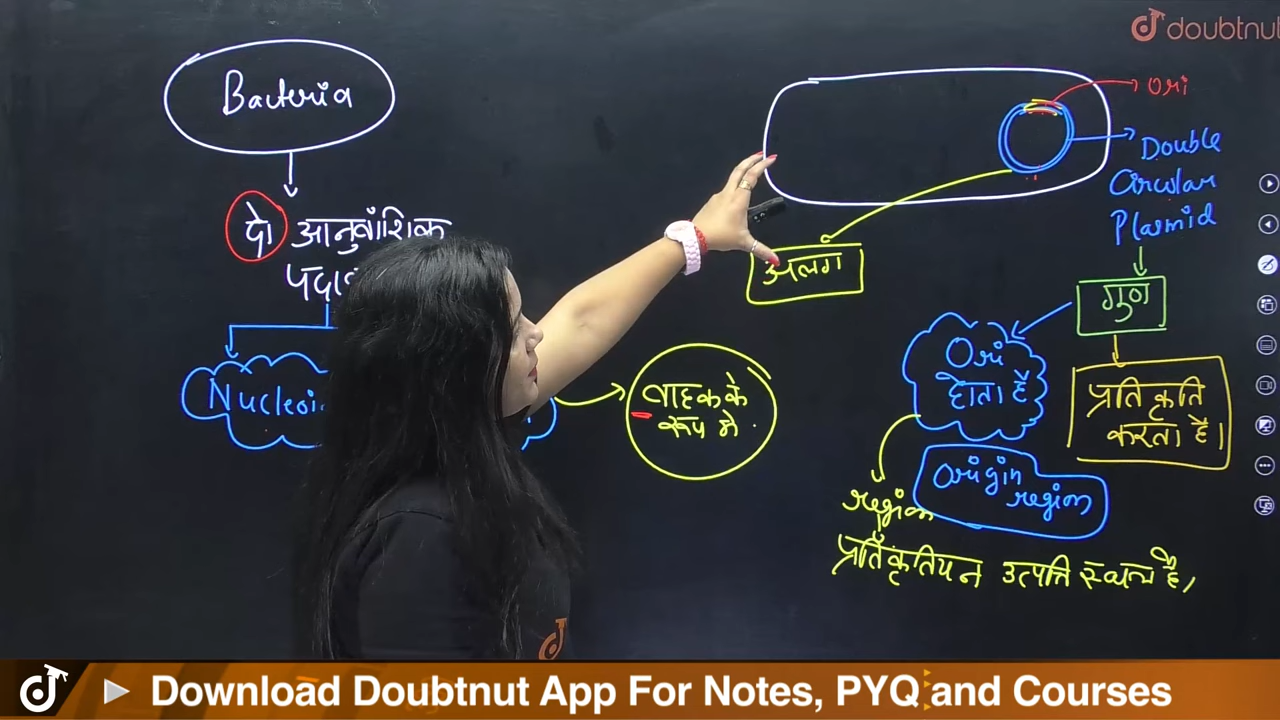 doubtnut
Bacteria
दो आनुवांशिक
Ori
Double
Circular
Plasmid
अलग
गुण
Ori
होता है
प्रतिकृति
करता है।
वाहक के
रूप में
origin
region
region
प्रतिकृतियन उत्पत्ति स्थल है।
Download Doubtnut App For Notes, PYQ and Courses